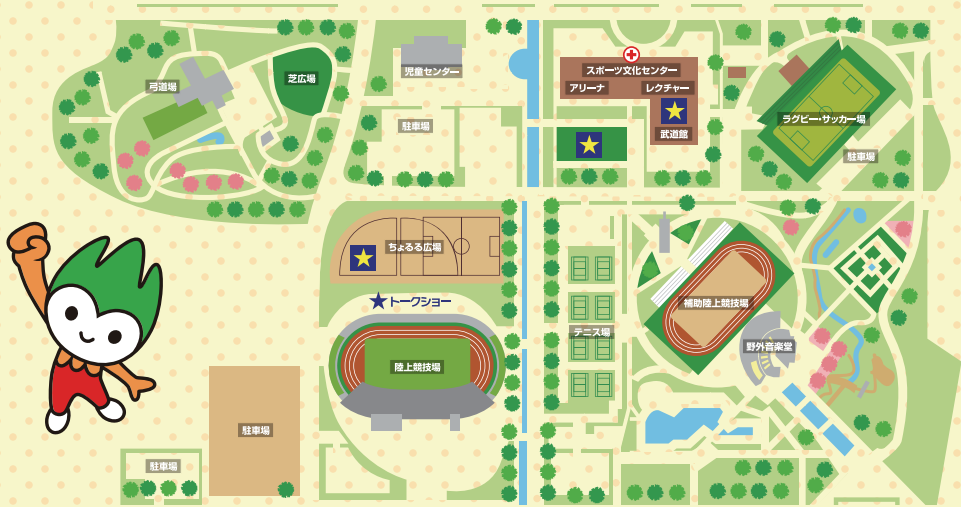 児童センター
スポーツ文化センター
アリーナ
レクチャー
弓道場
芝広場
駐車場
武道館
ラグビー・サッカー場
駐車場
ちょるる広場
トークショー
補助陸上競技場
テニス場
野外音楽堂
陸上競技場
駐車場
駐車場